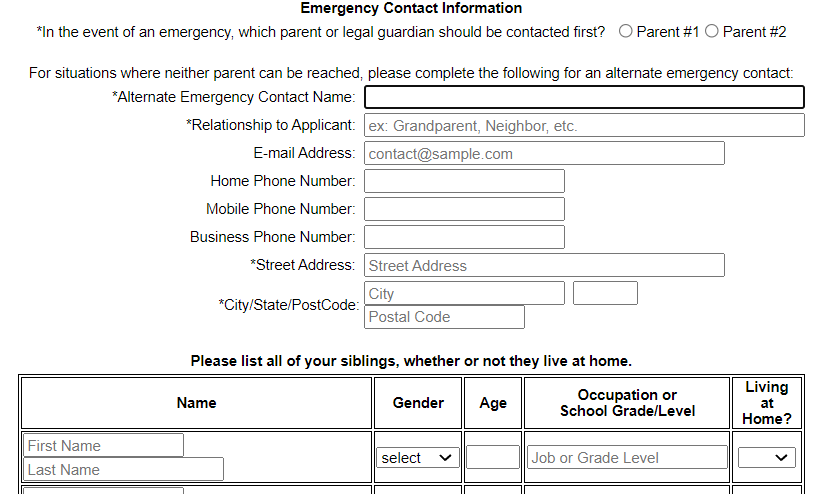 Emergency Contact Information
*In the event of an emergency, which parent or legal guardian should be contacted first? Parent #1 Parent #2
For situations where neither parent can be reached, please complete the following for an alternate emergency contact:
*Alternate Emergency Contact Name:
*Relationship to Applicant: ex: Grandparent, Neighbor, etc.
E-mail Address: contact@sample.com
Home Phone Number:
Mobile Phone Number:
Business Phone Number:
*Street Address: Street Address
*City/State/PostCode: City
Postal Code
Please list all of your siblings, whether or not they live at home.
Name Gender Age Occupation or School Grade/Level Living at Home?
First Name
Last Name
select
Job or Grade Level